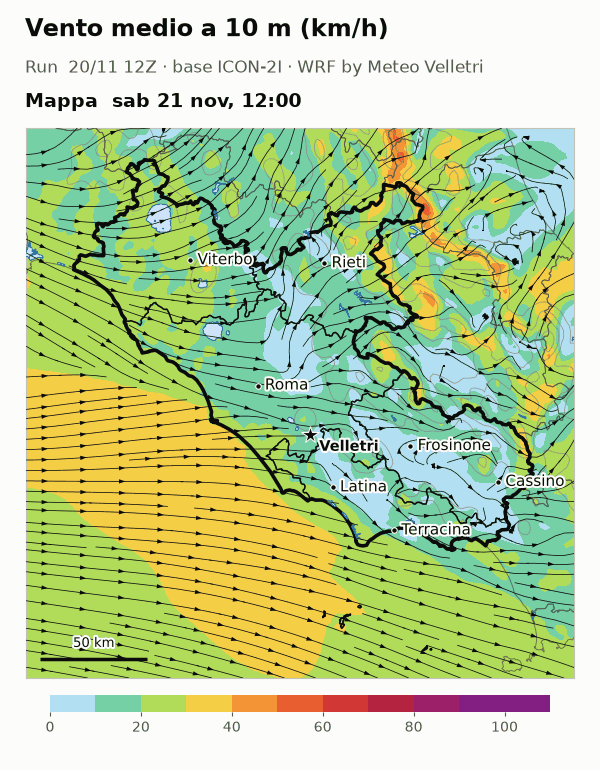 Vento medio a 10 m (km/h)
Run 20/11 12Z · base ICON-2I · WRF by Meteo Velletri
Mappa sab 21 nov, 12:00
Viterbo
Rieti
Roma
Velletri
Frosinone
Latina
Cassino
Terracina
50 km
0 20 40 60 80 100